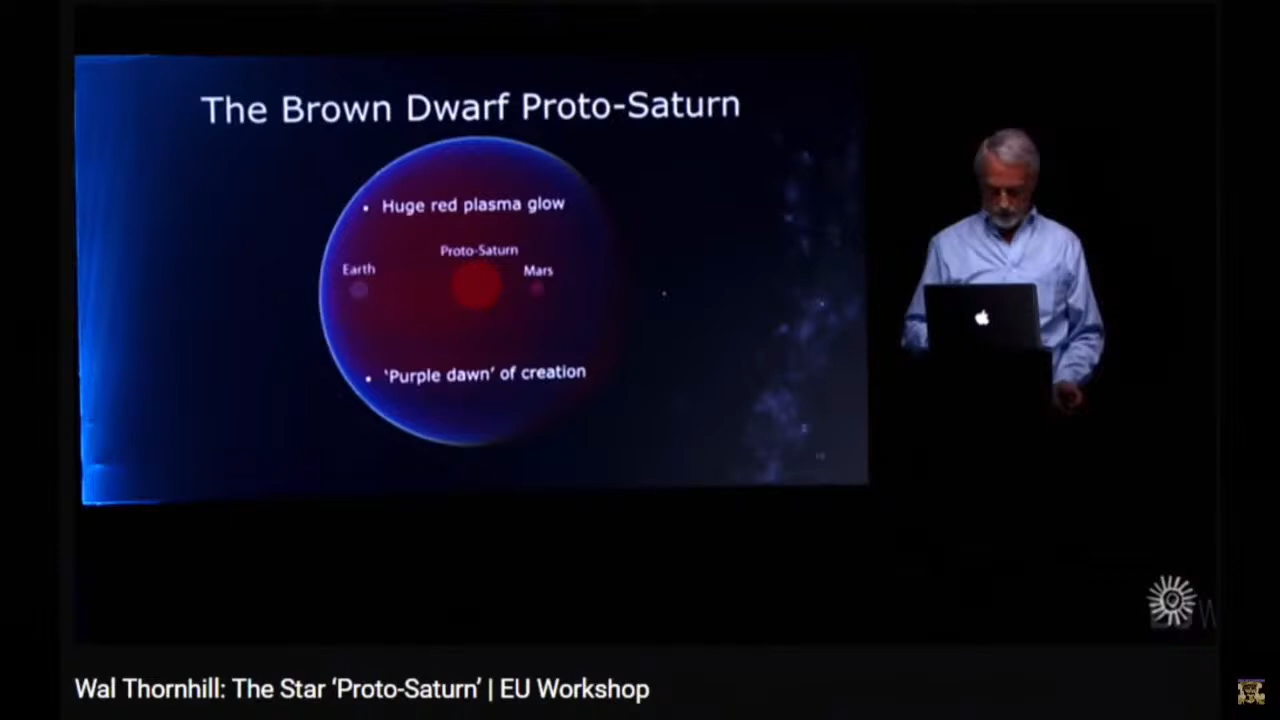 The Brown Dwarf Proto-Saturn
• Huge red plasma glow
Proto-Saturn
Earth
Mars
• ‘Purple dawn’ of creation
Wal Thornhill: The Star ‘Proto-Saturn’ | EU Workshop